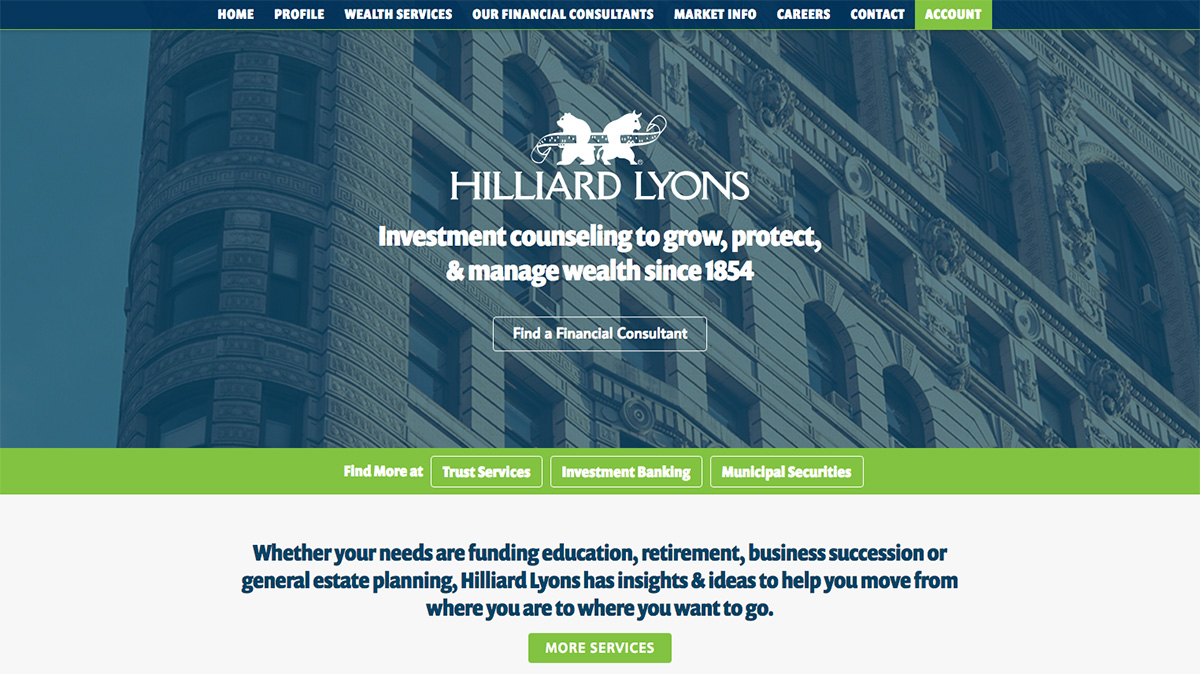 HOME PROFILE WEALTH SERVICES OUR FINANCIAL CONSULTANTS MARKET INFO CAREERS CONTACT ACCOUNT
HILLIARD LYONS
Investment counseling to grow, protect,
& manage wealth since 1854
Find a Financial Consultant
Find More at Trust Services Investment Banking Municipal Securities
Whether your needs are funding education, retirement, business succession or
general estate planning, Hilliard Lyons has insights & ideas to help you move from
where you are to where you want to go.
MORE SERVICES